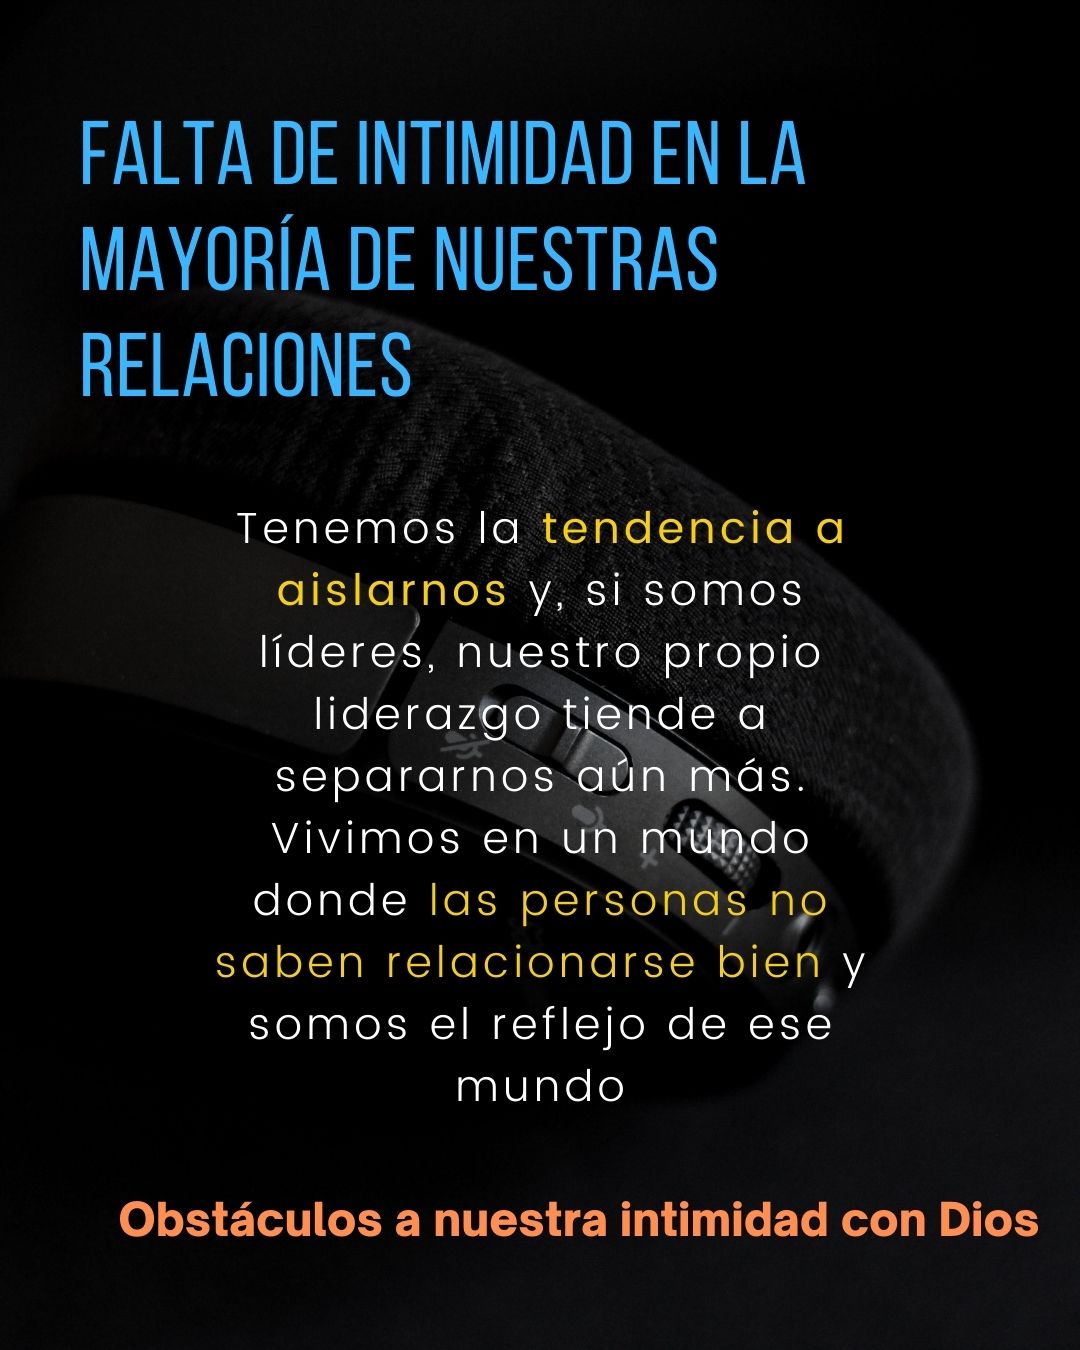 FALTA DE INTIMIDAD EN LA
MAYORÍA DE NUESTRAS
RELACIONES
Tenemos la tendencia a
aislarnos y, si somos
líderes, nuestro propio
liderazgo tiende a
separarnos aún más.
Vivimos en un mundo
donde las personas no
saben relacionarse bien y
somos el reflejo de ese
mundo
Obstáculos a nuestra intimidad con Dios